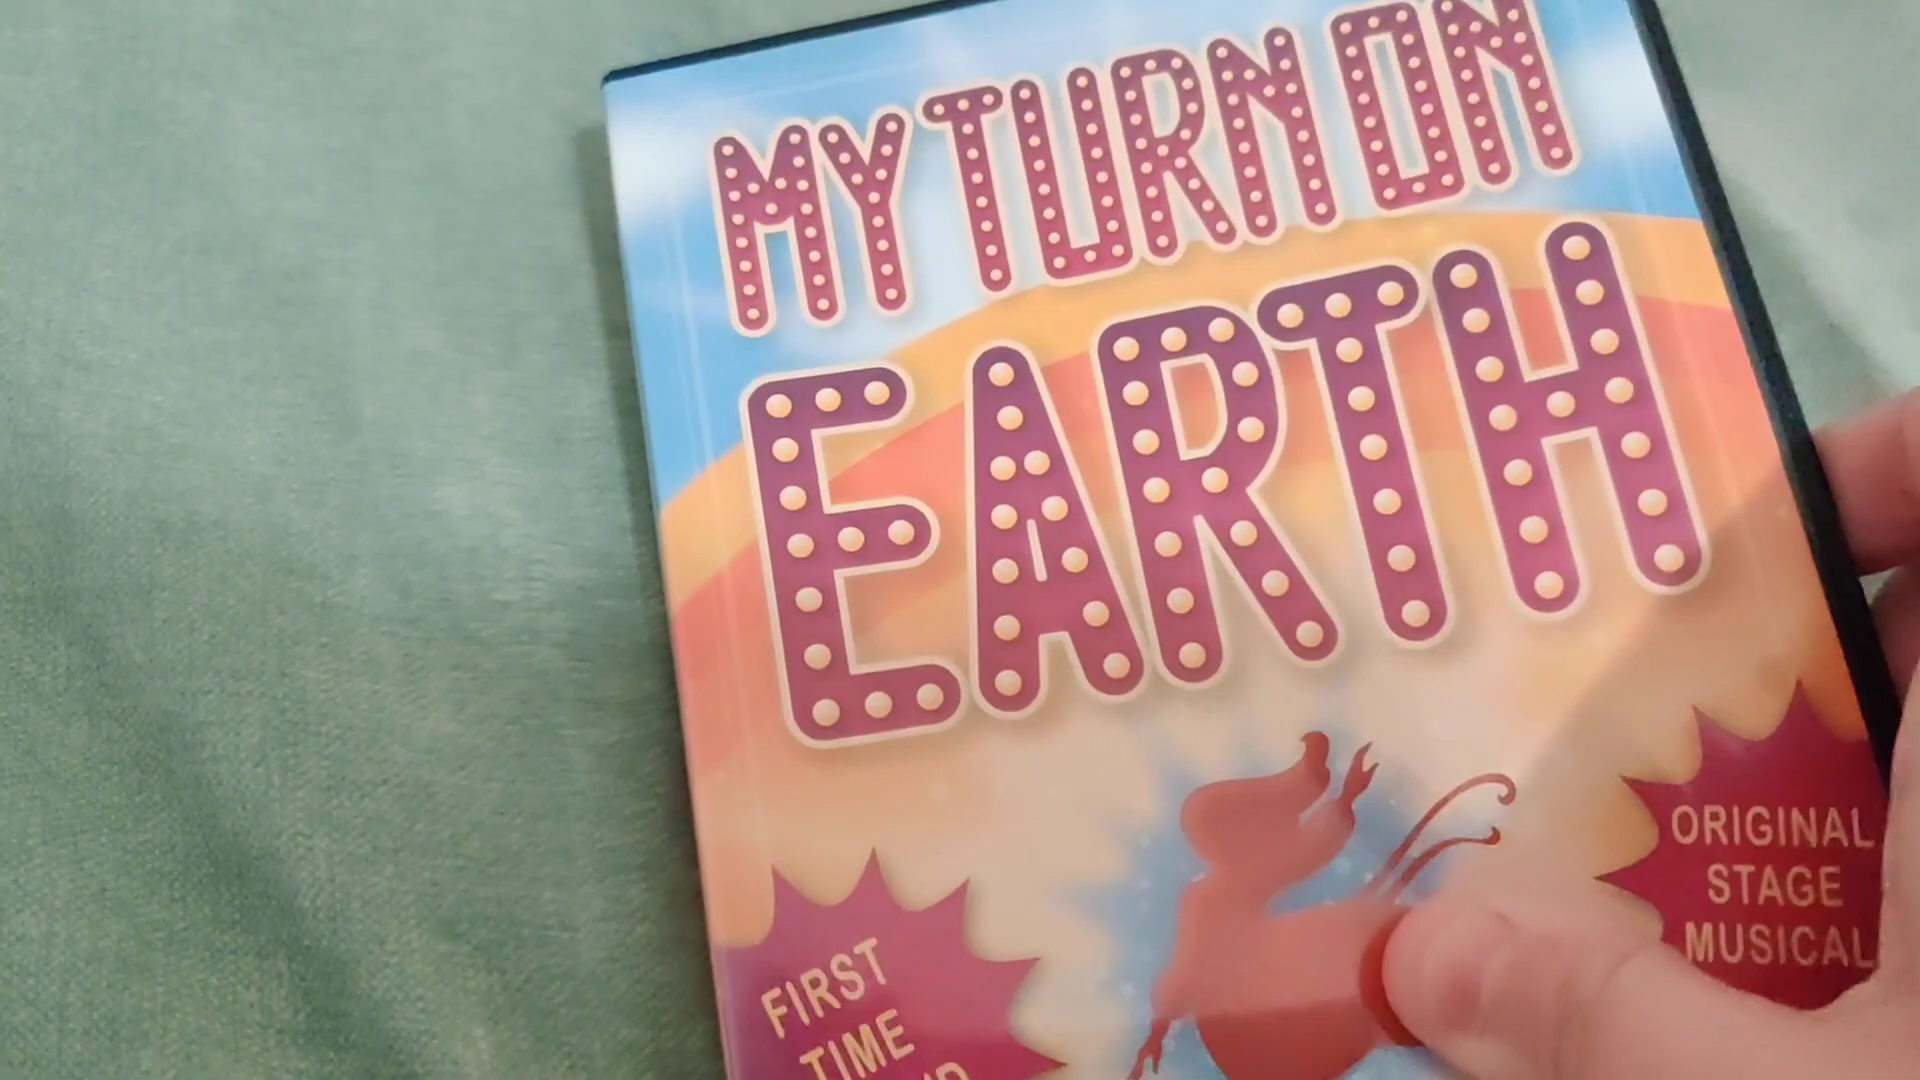 MY TURN ON
EARTH
ORIGINAL
STAGE
MUSICAL
FIRST
TIME